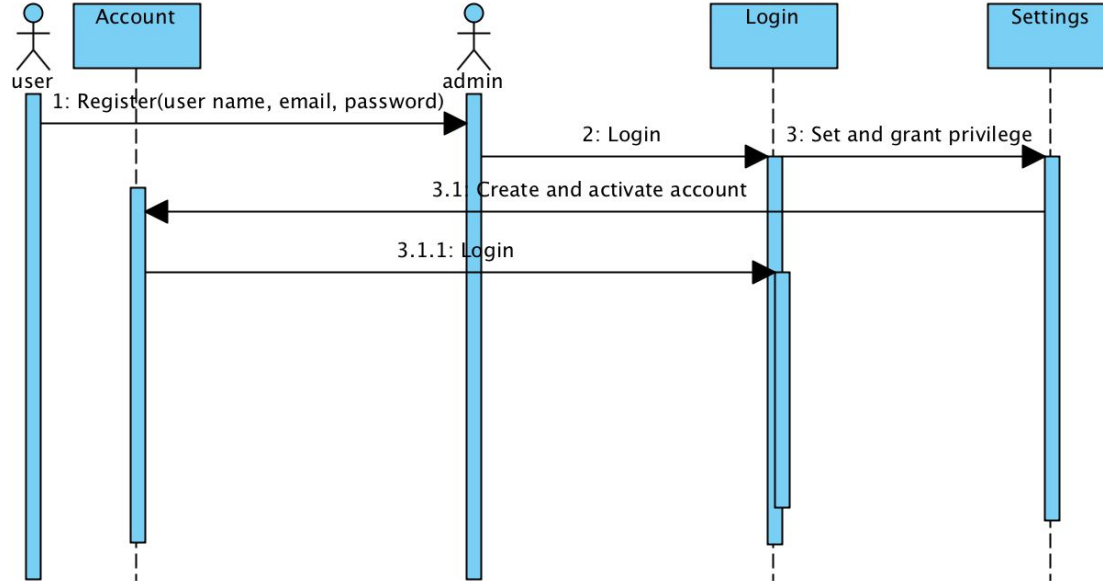 Account
Login
Settings
user
admin
1: Register(user name, email, password)
2: Login
3: Set and grant privilege
3.1: Create and activate account
3.1.1: Login